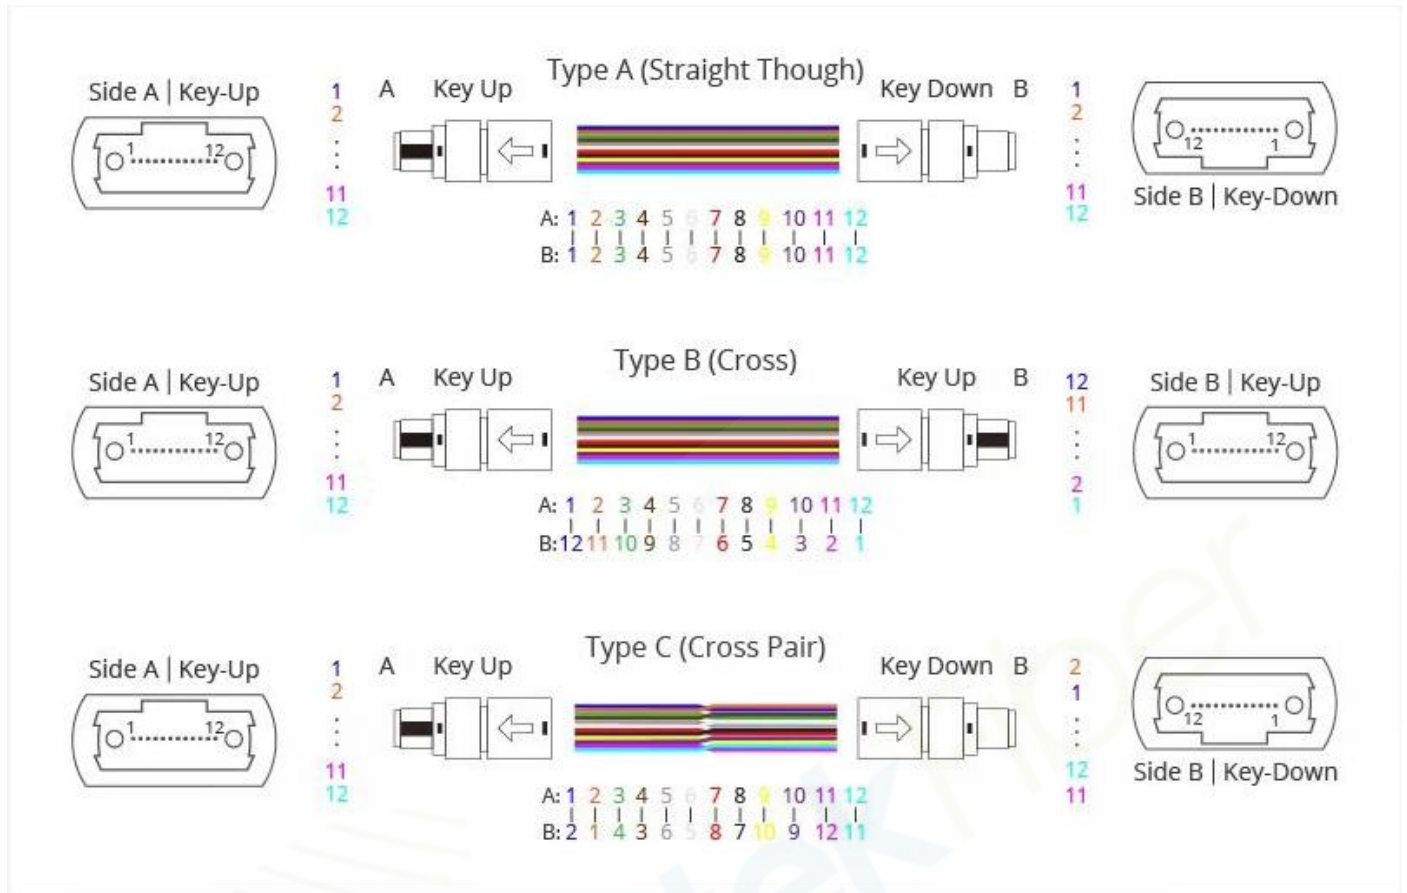 Type A (Straight Though)
Side A | Key-Up
1 12
1
2
11
12
A Key Up
Key Down B
1
2
11
12
12 1
Side B | Key-Down
A: 1 2 3 4 5 6 7 8 9 10 11 12
B: 1 2 3 4 5 6 7 8 9 10 11 12
Type B (Cross)
Side A | Key-Up
1 12
1
2
11
12
A Key Up
Key Up B
12
11
2
1
Side B | Key-Up
1 12
A: 1 2 3 4 5 6 7 8 9 10 11 12
B: 12 11 10 9 8 7 6 5 4 3 2 1
Type C (Cross Pair)
Side A | Key-Up
1 12
1
2
11
12
A Key Up
Key Down B
2
1
12
11
12 1
Side B | Key-Down
A: 1 2 3 4 5 6 7 8 9 10 11 12
B: 2 1 4 3 6 5 8 7 10 9 12 11